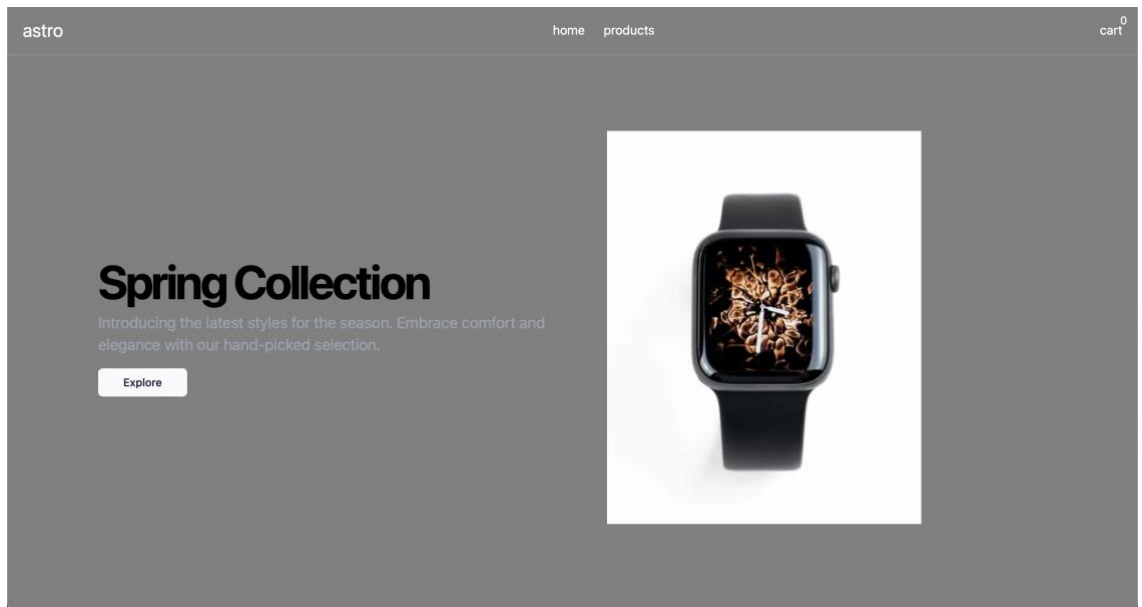 astro
home products
0
cart
Spring Collection
Introducing the latest styles for the season. Embrace comfort and
elegance with our hand-picked selection.
Explore